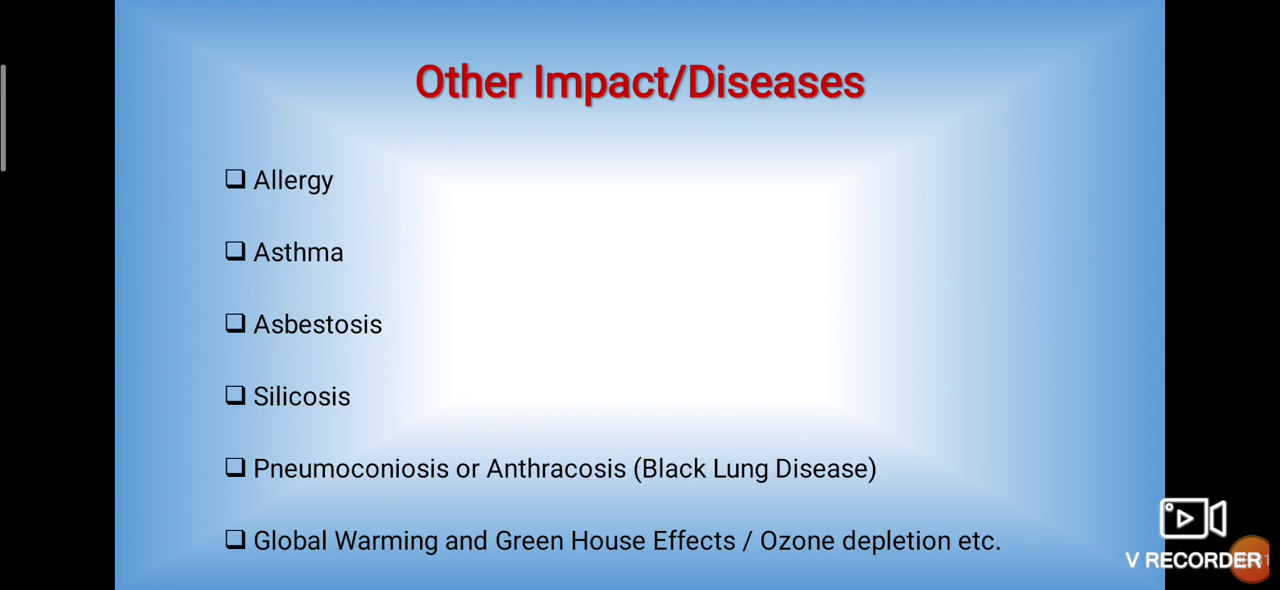 Other Impact/Diseases
❑ Allergy
❑ Asthma
❑ Asbestosis
❑ Silicosis
❑ Pneumoconiosis or Anthracosis (Black Lung Disease)
❑ Global Warming and Green House Effects / Ozone depletion etc.
V RECORDER